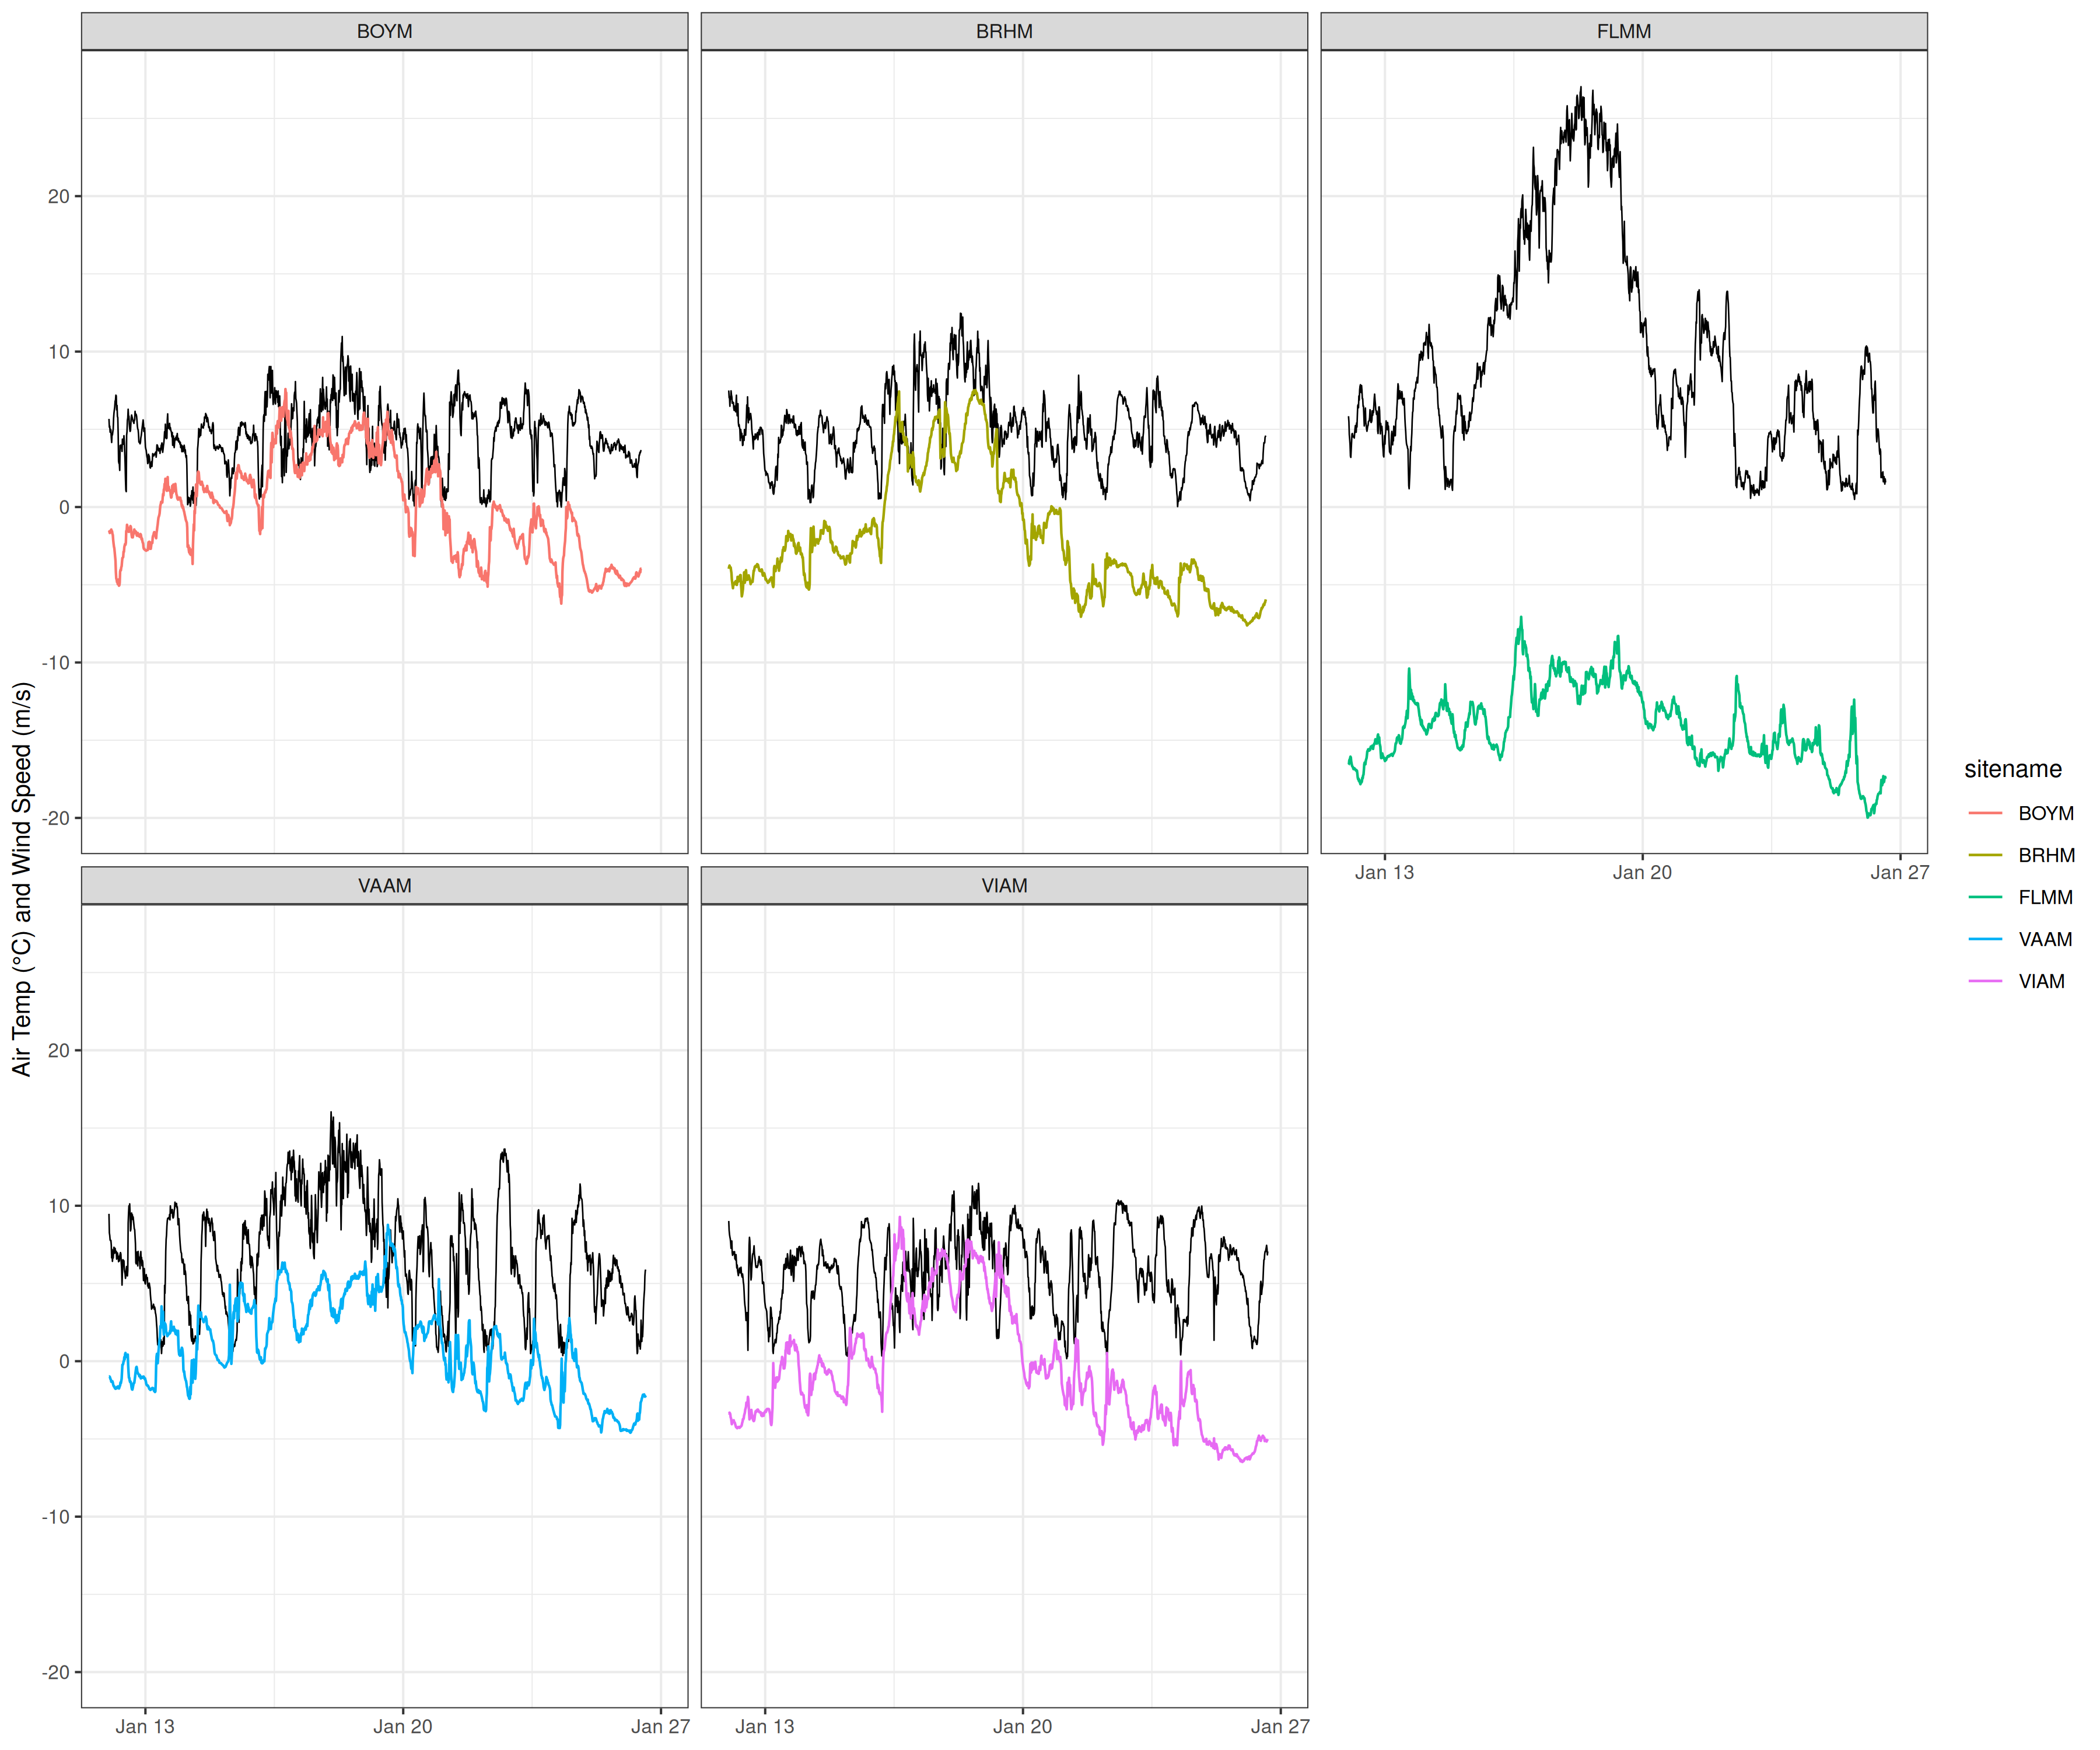 BOYM
BRHM
FLMM
20
10
0
-10
-20
Jan 13
Jan 20
Jan 27
VAAM
VIAM
20
10
0
-10
-20
Jan 13
Jan 20
Jan 27
Jan 13
Jan 20
Jan 27
Air Temp (°C) and Wind Speed (m/s)
sitename
BOYM
BRHM
FLMM
VAAM
VIAM